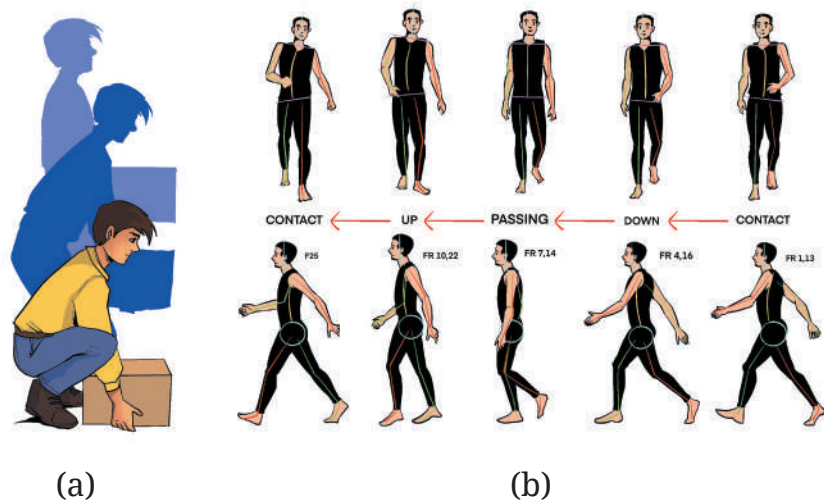 CONTACT UP PASSING DOWN CONTACT
F25 FR 10,22 FR 7,14 FR 4,16 FR 1,13
(a) (b)